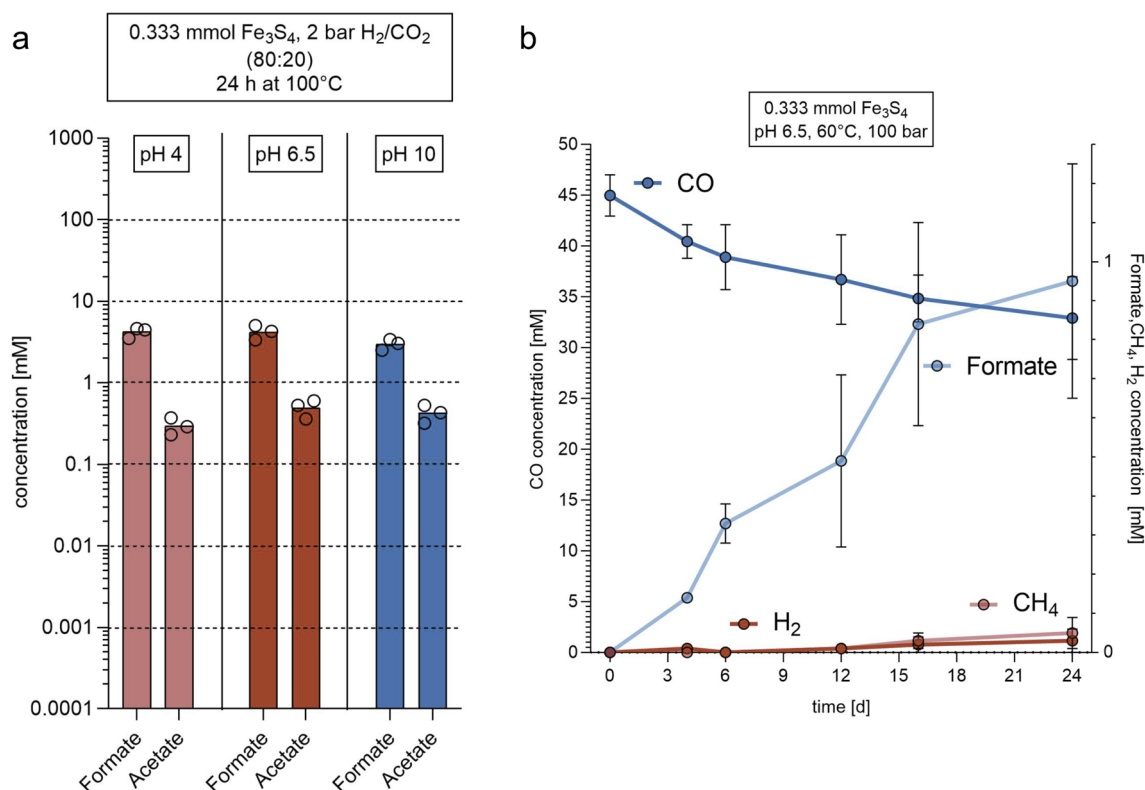 a
0.333 mmol Fe₃S₄, 2 bar H₂/CO₂
(80:20)
24 h at 100°C
concentration [mM]
1000
100
10
1
0.1
0.01
0.001
0.0001
pH 4
pH 6.5
pH 10
Formate
Acetate
Formate
Acetate
Formate
Acetate
b
0.333 mmol Fe₃S₄
pH 6.5, 60°C, 100 bar
CO concentration [mM]
50
45
40
35
30
25
20
15
10
5
0
CO
Formate
H₂
CH₄
1
0
Formate,CH₄, H₂ concentration [mM]
0
3
6
9
12
15
18
21
24
time [d]